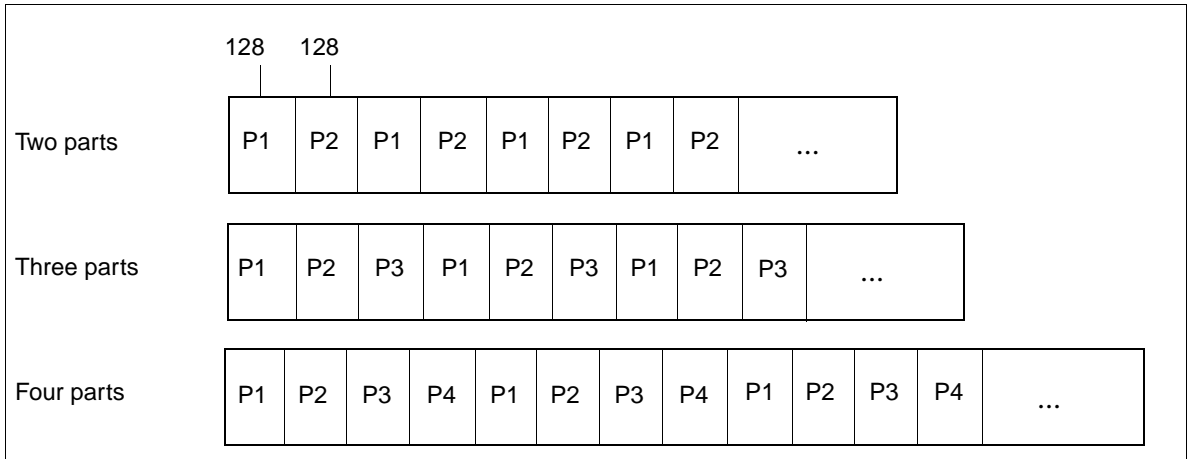 128 128
Two parts P1 P2 P1 P2 P1 P2 P1 P2 ...
Three parts P1 P2 P3 P1 P2 P3 P1 P2 P3 ...
Four parts P1 P2 P3 P4 P1 P2 P3 P4 P1 P2 P3 P4 ...